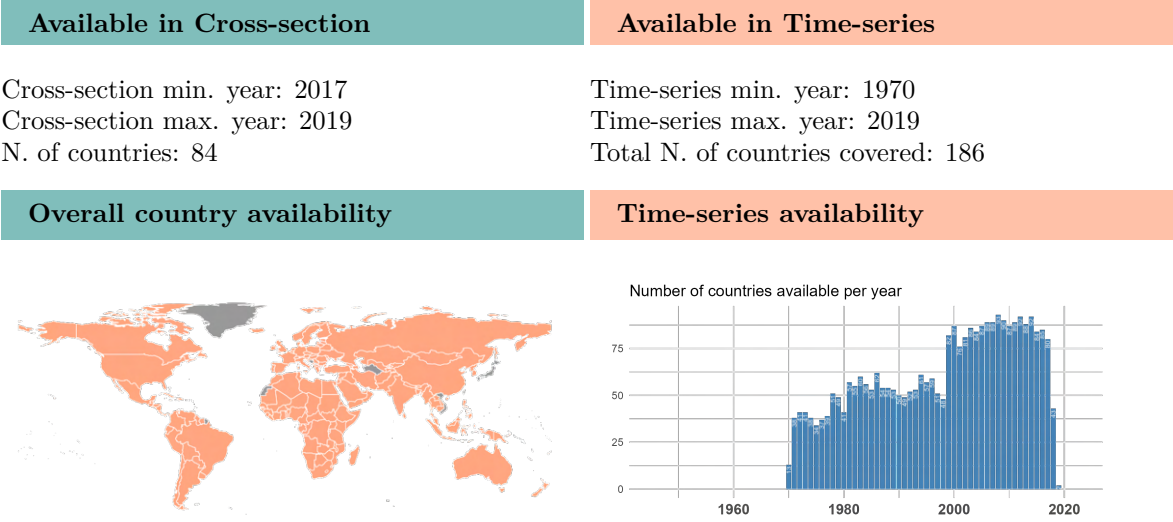 Available in Cross-section
Available in Time-series
Cross-section min. year: 2017
Cross-section max. year: 2019
N. of countries: 84
Time-series min. year: 1970
Time-series max. year: 2019
Total N. of countries covered: 186
Overall country availability
Time-series availability
Number of countries available per year
75
50
25
0
1960 1980 2000 2020